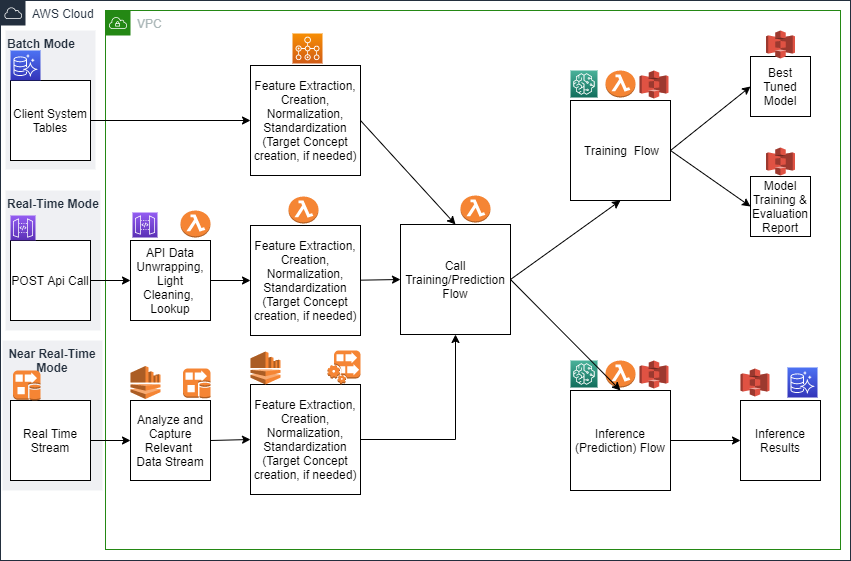 AWS Cloud
VPC
Batch Mode
Client System
Tables
Feature Extraction,
Creation,
Normalization,
Standardization
(Target Concept
creation, if needed)
Real-Time Mode
POST Api Call
API Data
Unwrapping,
Light
Cleaning,
Lookup
Feature Extraction,
Creation,
Normalization,
Standardization
(Target Concept
creation, if needed)
Near Real-Time
Mode
Real Time
Stream
Analyze and
Capture
Relevant
Data Stream
Feature Extraction,
Creation,
Normalization,
Standardization
(Target Concept
creation, if needed)
Call
Training/Prediction
Flow
Training Flow
Best
Tuned
Model
Model
Training &
Evaluation
Report
Inference
(Prediction) Flow
Inference
Results